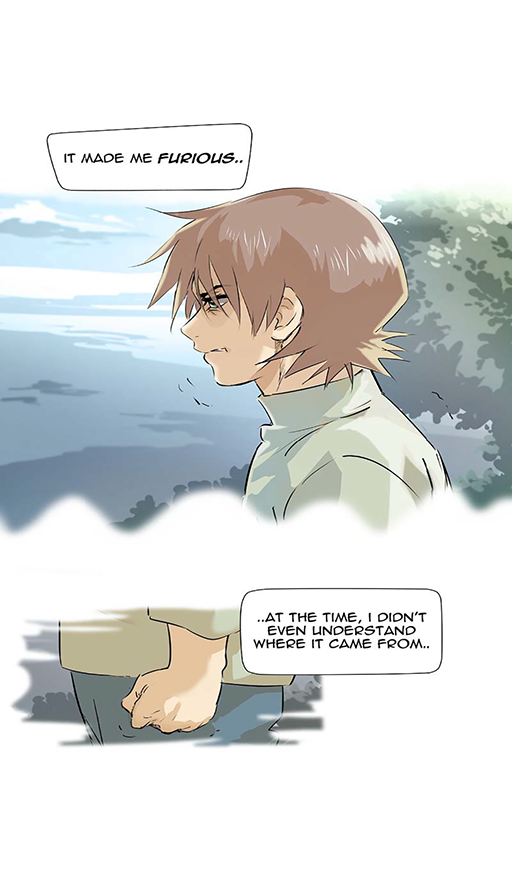 IT MADE ME FURIOUS..
..AT THE TIME, I DIDN'T
EVEN UNDERSTAND
WHERE IT CAME FROM..